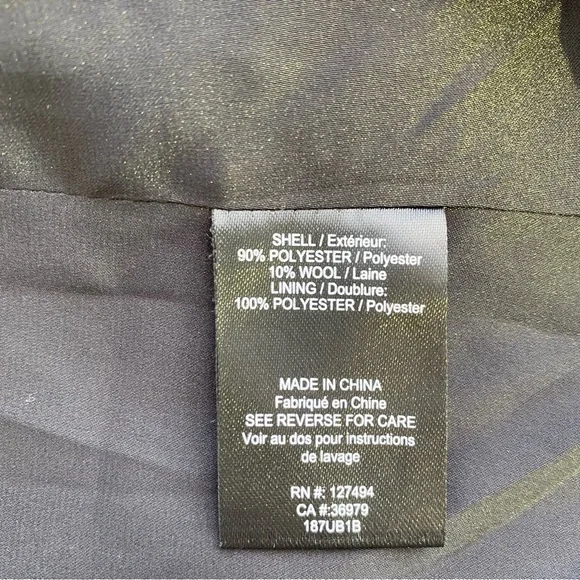 SHELL / Extérieur:
90% POLYESTER / Polyester
10% WOOL / Laine
LINING / Doublure:
100% POLYESTER / Polyester
MADE IN CHINA
Fabriqué en Chine
SEE REVERSE FOR CARE
Voir au dos pour instructions
de lavage
RN #: 127494
CA #:36979
187UB1B